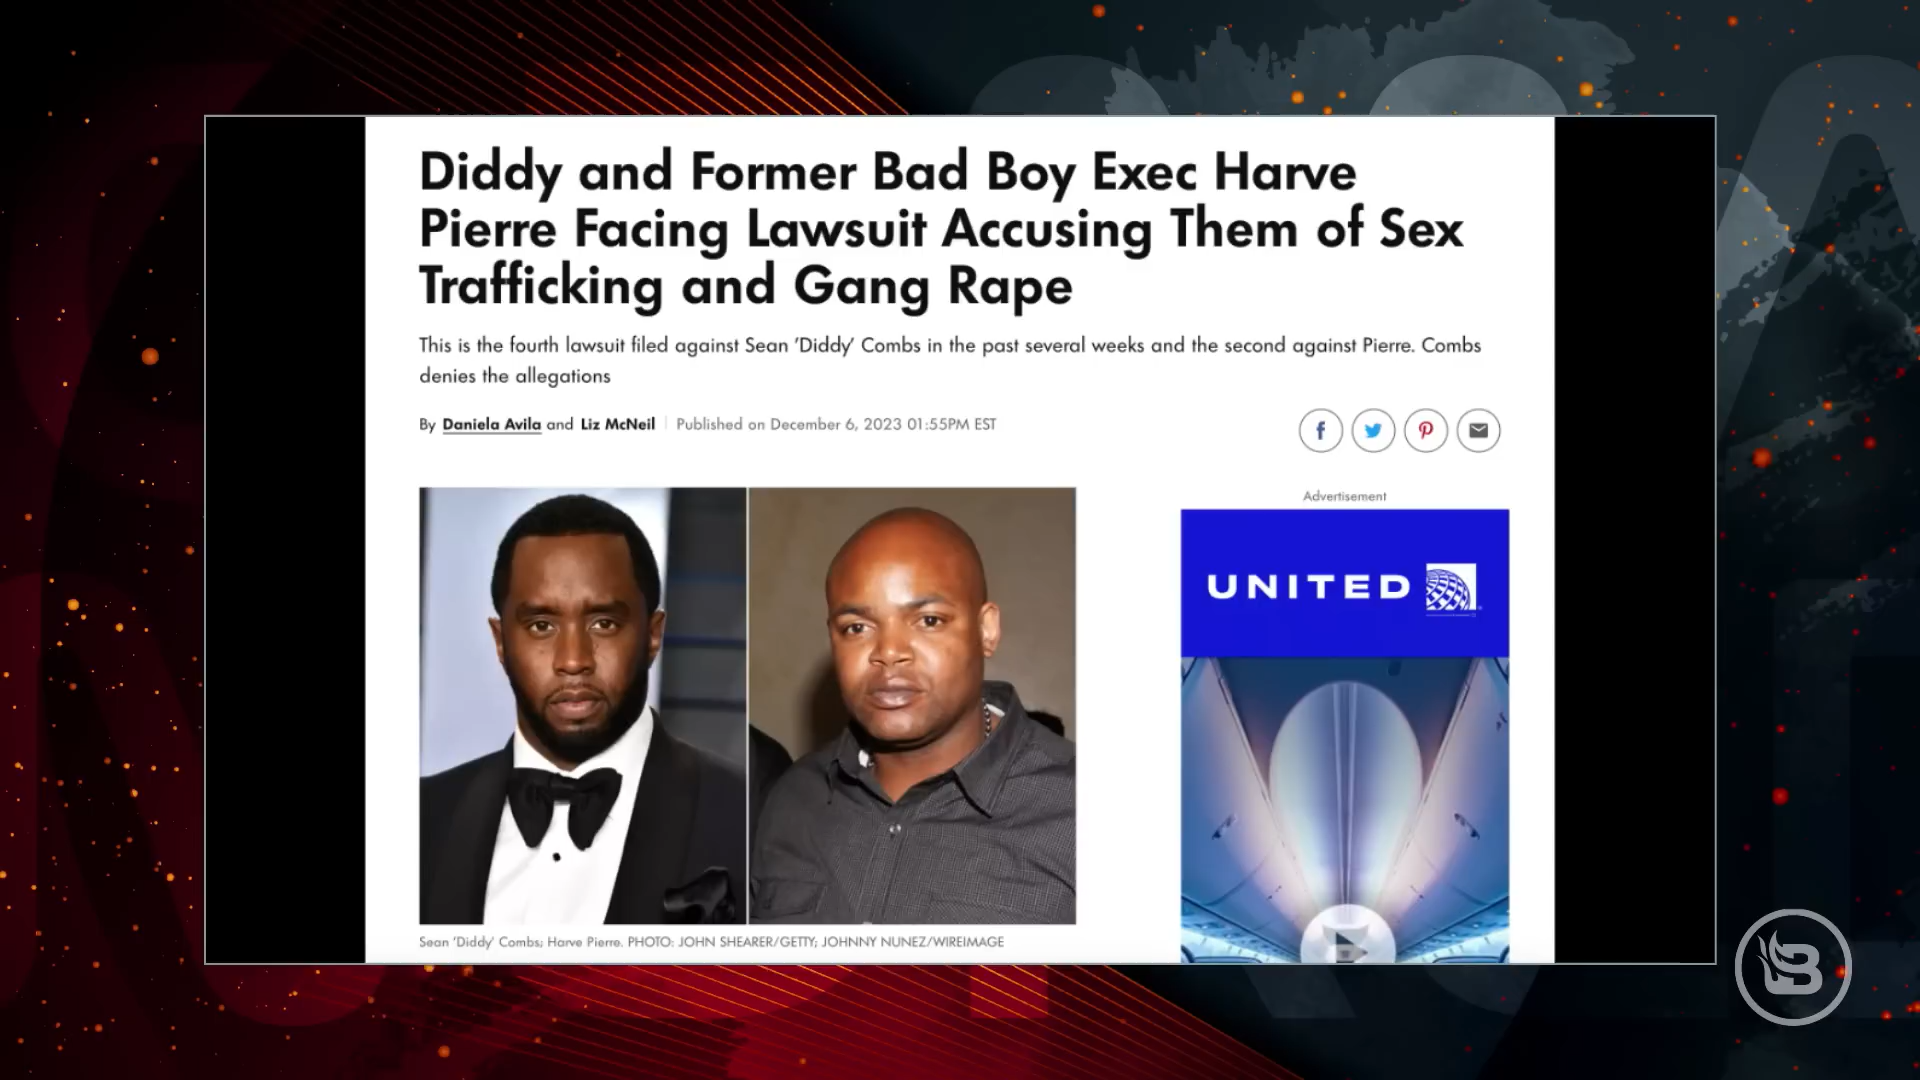 Diddy and Former Bad Boy Exec Harve
Pierre Facing Lawsuit Accusing Them of Sex
Trafficking and Gang Rape
This is the fourth lawsuit filed against Sean 'Diddy' Combs in the past several weeks and the second against Pierre. Combs
denies the allegations
By Daniela Avila and Liz McNeil | Published on December 6, 2023 01:55PM EST
Advertisement
UNITED
Sean 'Diddy' Combs; Harve Pierre. PHOTO: JOHN SHEARER/GETTY; JOHNNY NUNEZ/WIREIMAGE
B